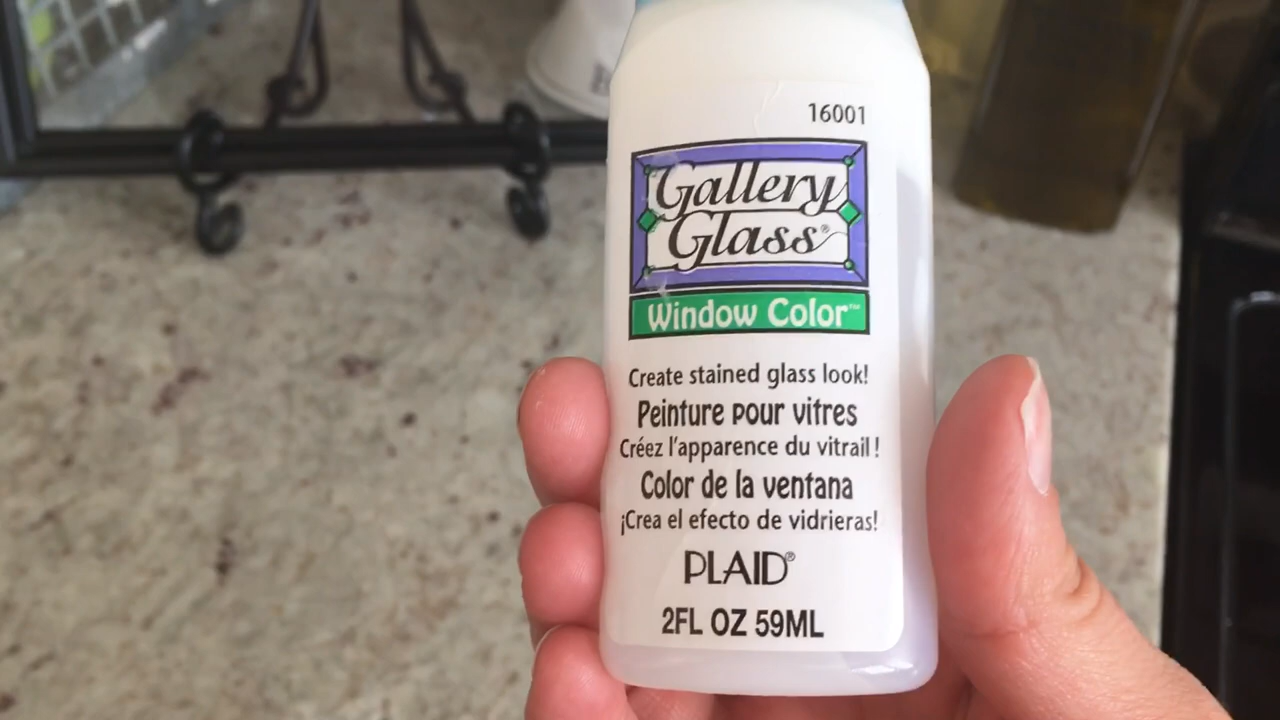 16001
Gallery
Glass®
Window Color™
Create stained glass look!
Peinture pour vitres
Créez l'apparence du vitrail !
Color de la ventana
¡Crea el efecto de vidrieras!
PLAID®
2FL OZ 59ML